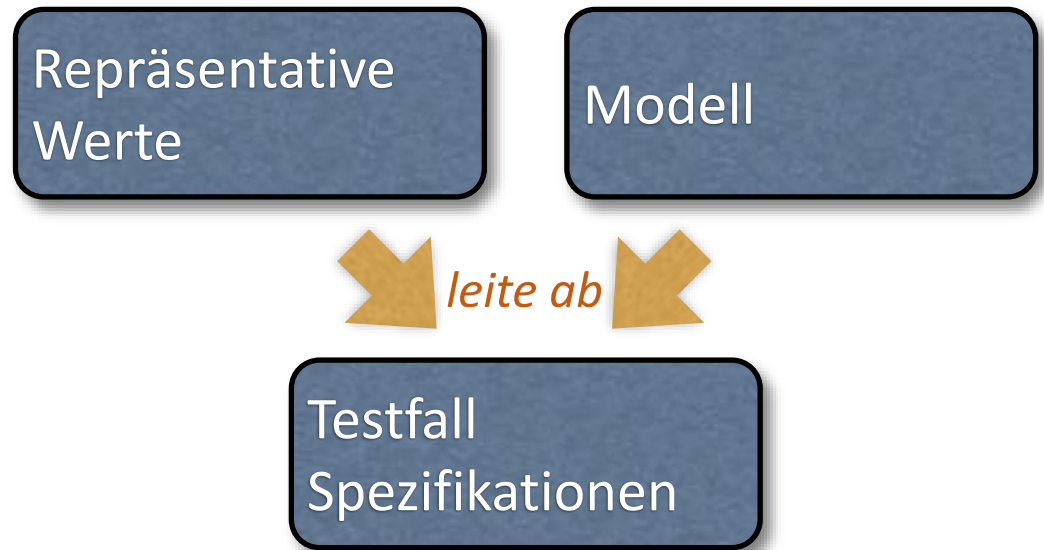 Repräsentative
Werte
Modell
leite ab
Testfall
Spezifikationen